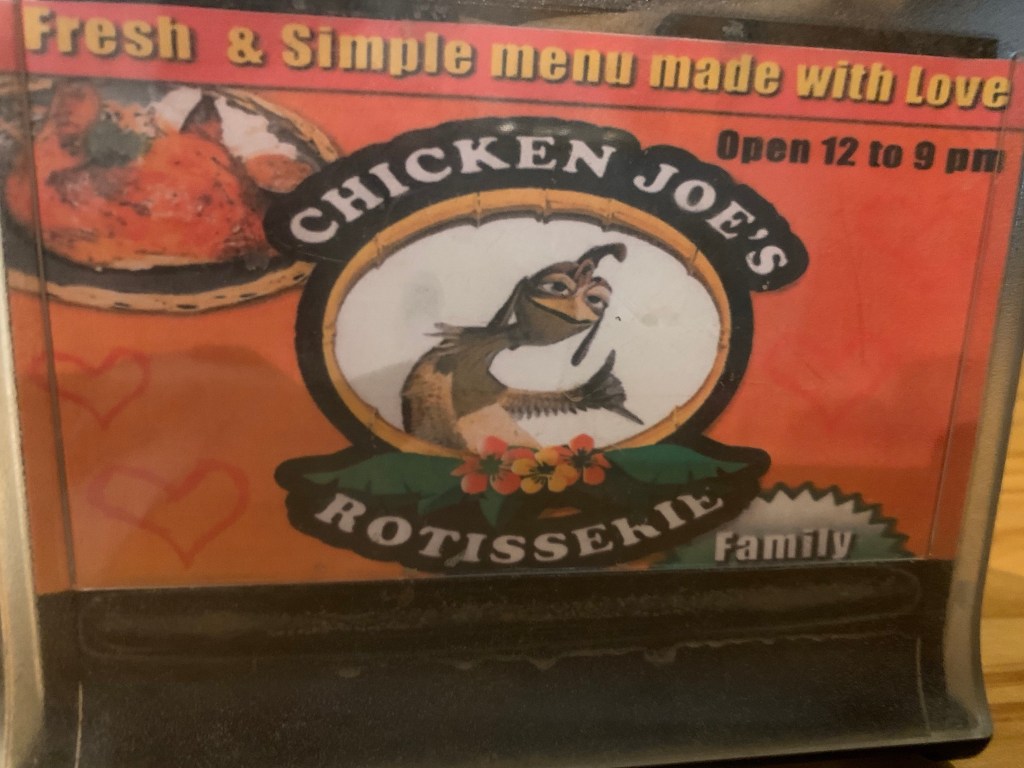 Fresh & Simple menu made with Love
Open 12 to 9 pm
CHICKEN JOE'S
ROTISSERIE
Family